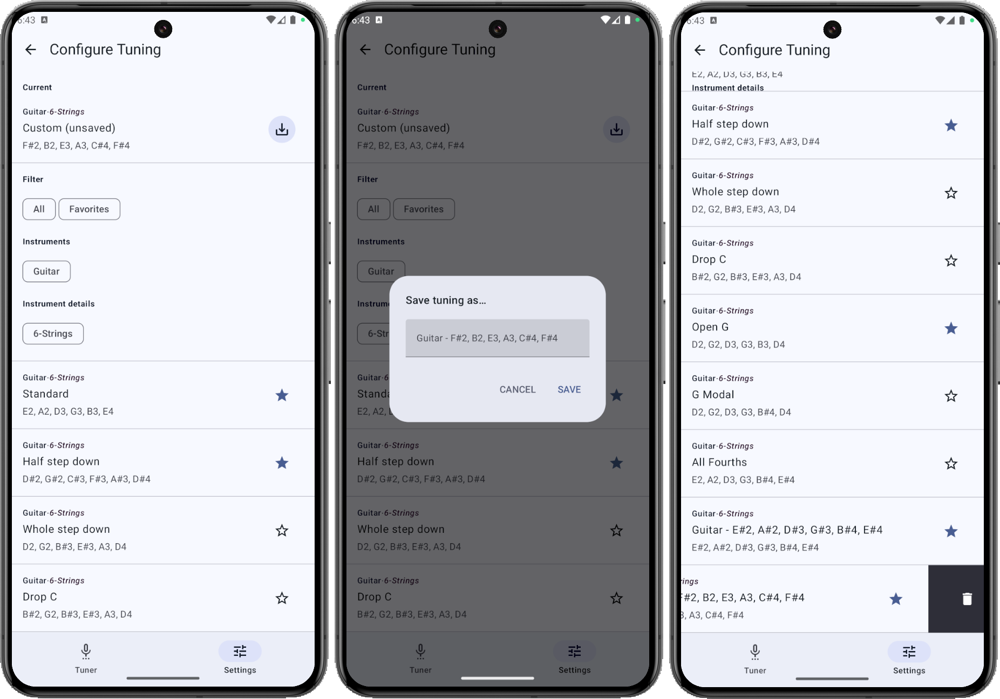 6:43
Configure Tuning
Current
Guitar·6-Strings
Custom (unsaved)
F#2, B2, E3, A3, C#4, F#4
Filter
All Favorites
Instruments
Guitar
Instrument details
6-Strings
Guitar·6-Strings
Standard
E2, A2, D3, G3, B3, E4
Guitar·6-Strings
Half step down
D#2, G#2, C#3, F#3, A#3, D#4
Guitar·6-Strings
Whole step down
D2, G2, B#3, E#3, A3, D4
Guitar·6-Strings
Drop C
B#2, G2, B#3, E#3, A3, D4
Tuner Settings
6:43 A
Configure Tuning
Current
Guitar·6-Strings
Custom (unsaved)
F#2, B2, E3, A3, C#4, F#4
Filter
All Favorites
Instruments
Guitar
Instrume
6-Str
Save tuning as...
Guitar - F#2, B2, E3, A3, C#4, F#4
CANCEL SAVE
Guitar·6
Standa
E2, A2,
Guitar·6-Strings
Half step down
D#2, G#2, C#3, F#3, A#3, D#4
Guitar·6-Strings
Whole step down
D2, G2, B#3, E#3, A3, D4
Guitar·6-Strings
Drop C
B#2, G2, B#3, E#3, A3, D4
Tuner Settings
6:43
Configure Tuning
E2, A2, D3, G3, B3, E4
Instrument details
Guitar·6-Strings
Half step down
D#2, G#2, C#3, F#3, A#3, D#4
Guitar·6-Strings
Whole step down
D2, G2, B#3, E#3, A3, D4
Guitar·6-Strings
Drop C
B#2, G2, B#3, E#3, A3, D4
Guitar·6-Strings
Open G
D2, G2, D3, G3, B3, D4
Guitar·6-Strings
G Modal
D2, G2, D3, G3, B#4, D4
Guitar·6-Strings
All Fourths
E2, A2, D3, G3, B#4, E#4
Guitar·6-Strings
Guitar - E#2, A#2, D#3, G#3, B#4, E#4
E#2, A#2, D#3, G#3, B#4, E#4
rings
F#2, B2, E3, A3, C#4, F#4
3, A3, C#4, F#4
Tuner Settings